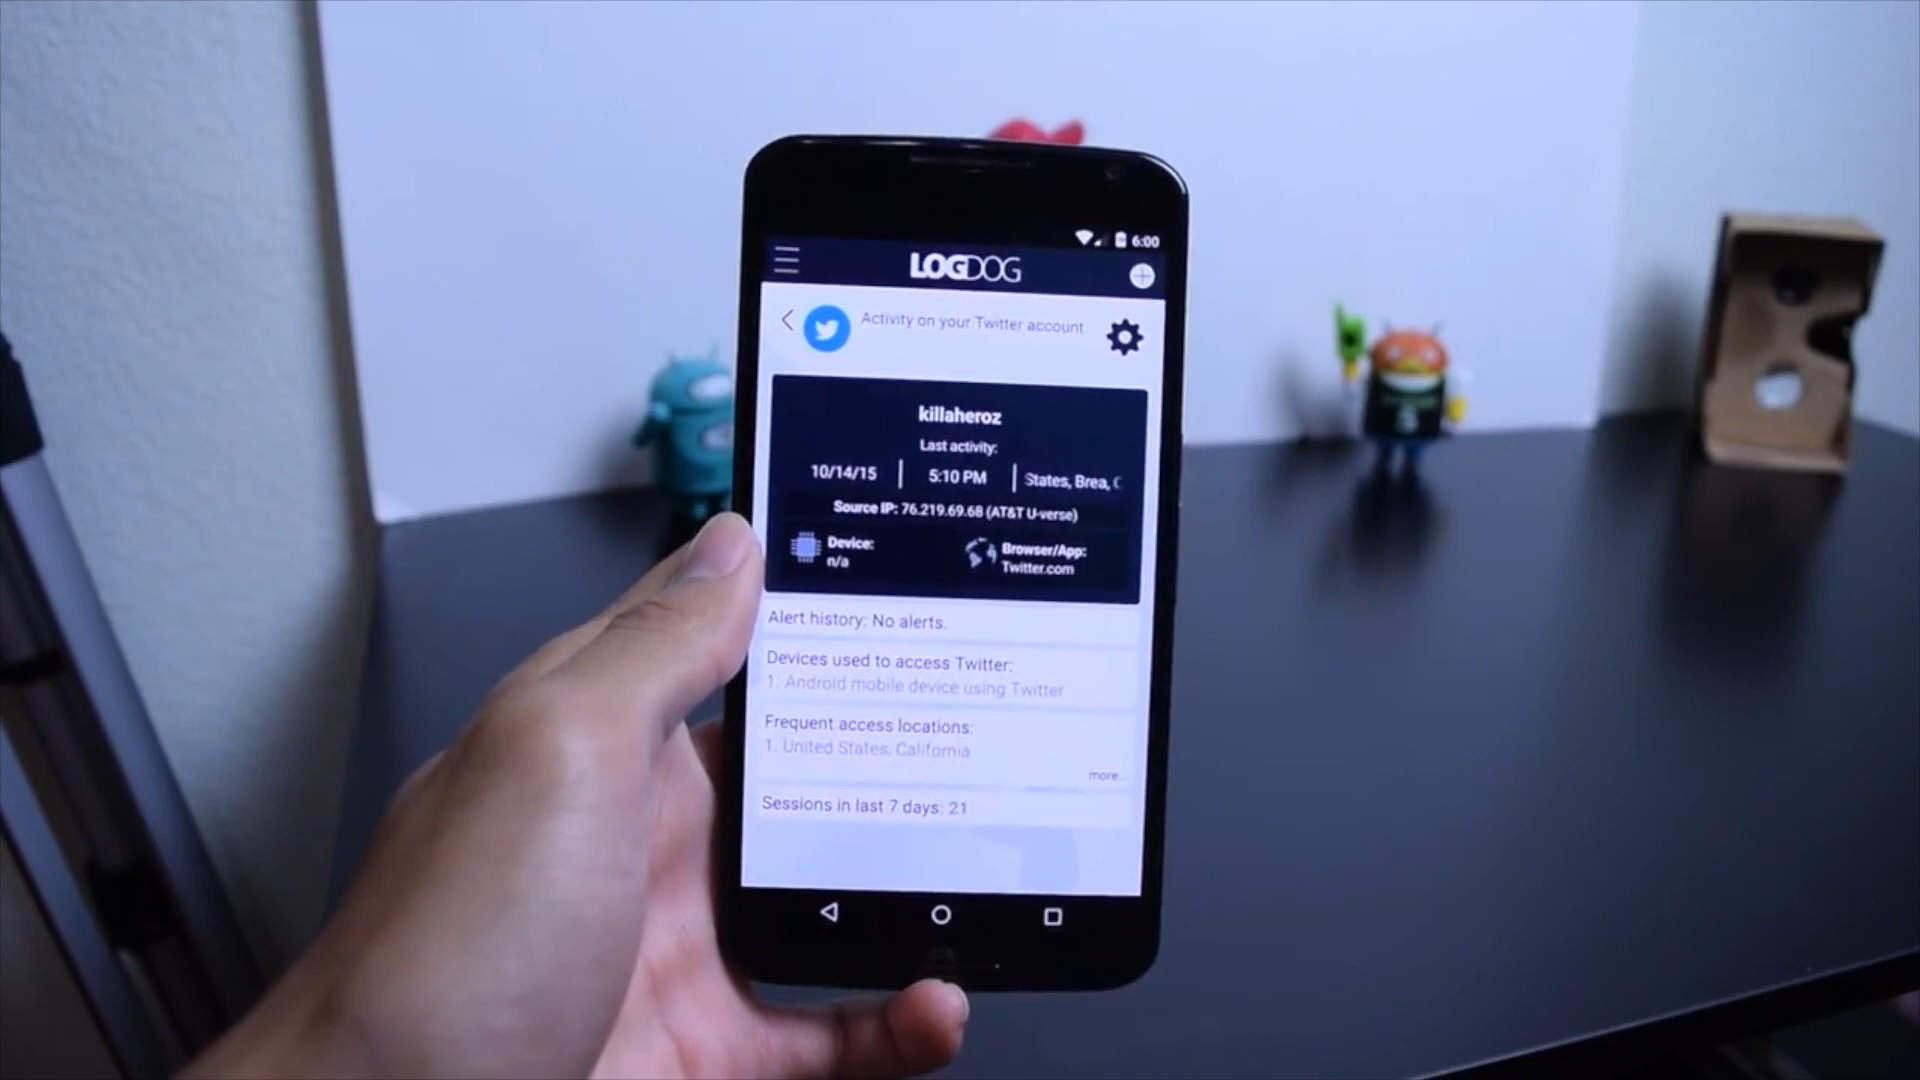 6:00
LOGDOG
Activity on your Twitter account
killaheroz
Last activity:
10/14/15 | 5:10 PM | States, Brea, C
Source IP: 76.219.69.68 (AT&T U-verse)
Device:
n/a
Browser/App:
Twitter.com
Alert history: No alerts.
Devices used to access Twitter:
1. Android mobile device using Twitter
Frequent access locations:
1. United States, California
more...
Sessions in last 7 days: 21